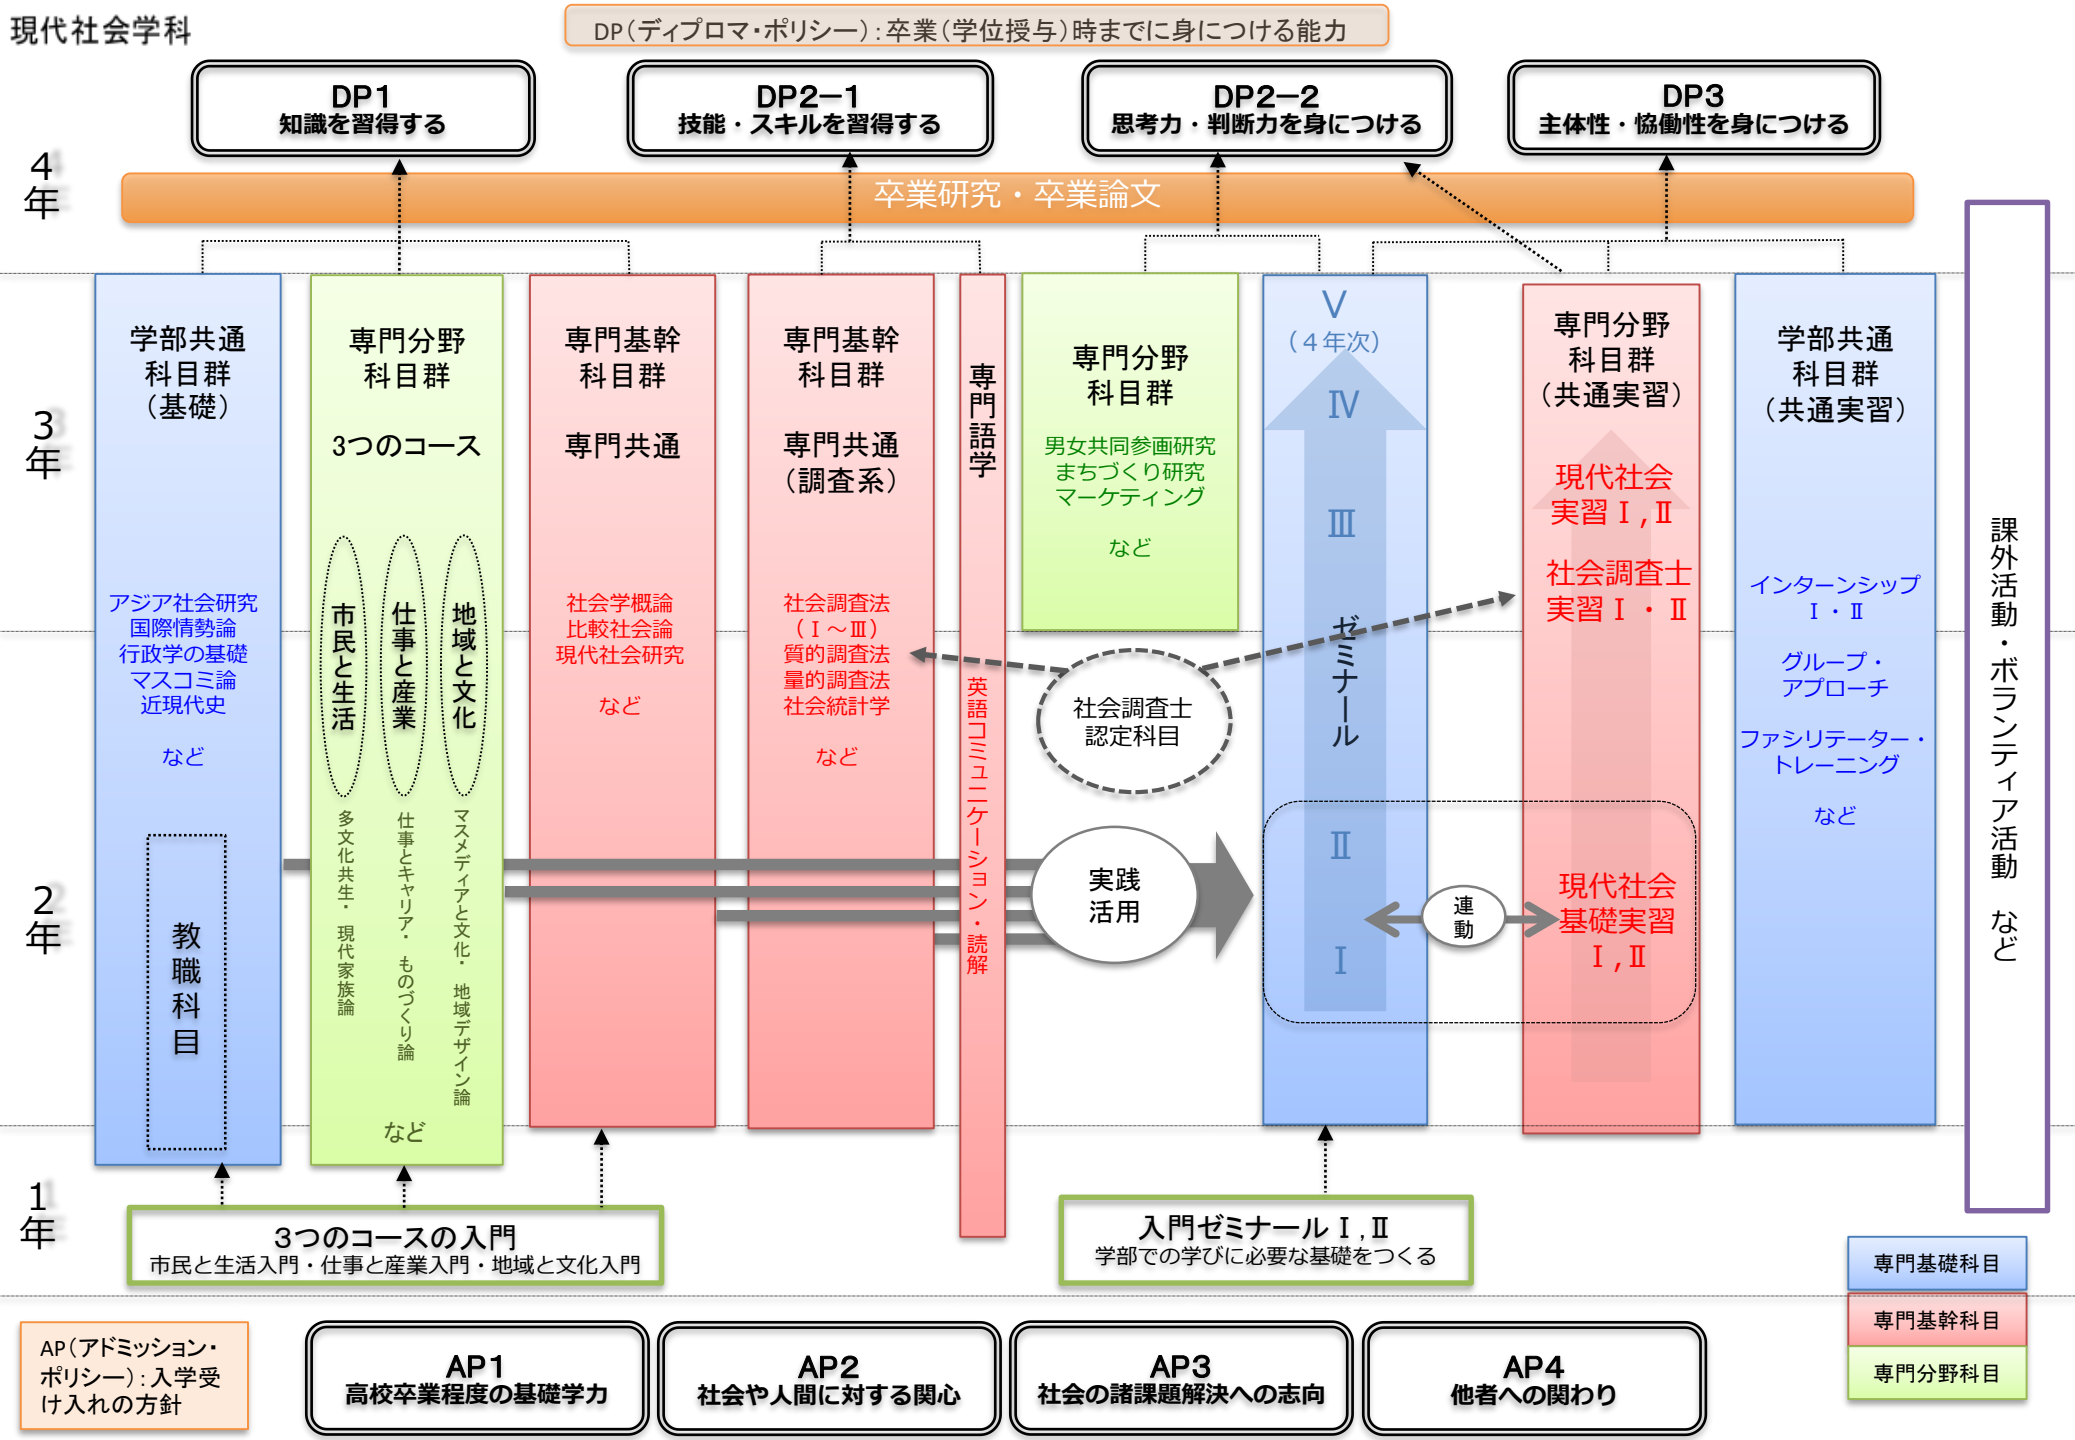 現代社会学科
DP(ディプロマ・ポリシー):卒業(学位授与)時までに身につける能力
DP1
知識を習得する
DP2－1
技能・スキルを習得する
DP2－2
思考力・判断力を身につける
DP3
主体性・恊働性を身につける
4
年
卒業研究・卒業論文
3
年
2
年
1
年
学部共通
科目群
（基礎）
アジア社会研究
国際情勢論
行政学の基礎
マスコミ論
近現代史
など
教職科目
専門分野
科目群
3つのコース
市民と生活
仕事と産業
地域と文化
多文化共生・現代家族論
仕事とキャリア・ものづくり論
マスメディアと文化・地域デザイン論
など
専門基幹
科目群
専門共通
社会学概論
比較社会論
現代社会研究
など
専門基幹
科目群
専門共通
（調査系）
社会調査法
（Ⅰ～Ⅲ）
質的調査法
量的調査法
社会統計学
など
専門語学
英語コミュニケーション・読解
専門分野
科目群
男女共同参画研究
まちづくり研究
マーケティング
など
社会調査士
認定科目
実践
活用
Ⅴ
（４年次）
Ⅳ
Ⅲ
ゼミナール
Ⅱ
Ⅰ
連
動
専門分野
科目群
（共通実習）
現代社会
実習Ⅰ,Ⅱ
社会調査士
実習Ⅰ・Ⅱ
現代社会
基礎実習
Ⅰ,Ⅱ
学部共通
科目群
（共通実習）
インターンシップ
Ⅰ・Ⅱ
グループ・
アプローチ
ファシリテーター・
トレーニング
など
課外活動・ボランティア活動　など
3つのコースの入門
市民と生活入門・仕事と産業入門・地域と文化入門
入門ゼミナールⅠ,Ⅱ
学部での学びに必要な基礎をつくる
専門基礎科目
専門基幹科目
専門分野科目
AP(アドミッション・
ポリシー):入学受
け入れの方針
AP1
高校卒業程度の基礎学力
AP2
社会や人間に対する関心
AP3
社会の諸課題解決への志向
AP4
他者への関わり